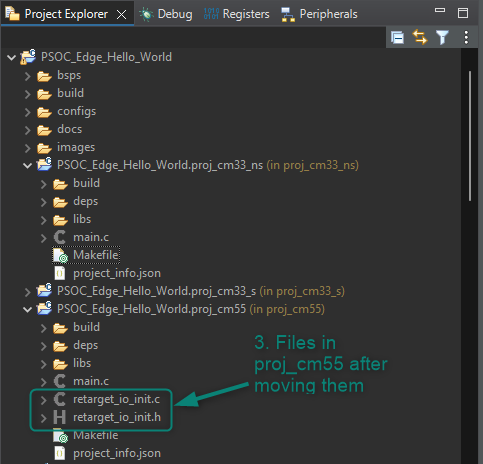 Project Explorer
Debug
Registers
Peripherals
PSOC_Edge_Hello_World
bsps
build
configs
docs
images
PSOC_Edge_Hello_World.proj_cm33_ns (in proj_cm33_ns)
build
deps
libs
main.c
Makefile
project_info.json
PSOC_Edge_Hello_World.proj_cm33_s (in proj_cm33_s)
PSOC_Edge_Hello_World.proj_cm55 (in proj_cm55)
build
deps
libs
main.c
retarget_io_init.c
retarget_io_init.h
Makefile
project_info.json
3. Files in
proj_cm55 after
moving them